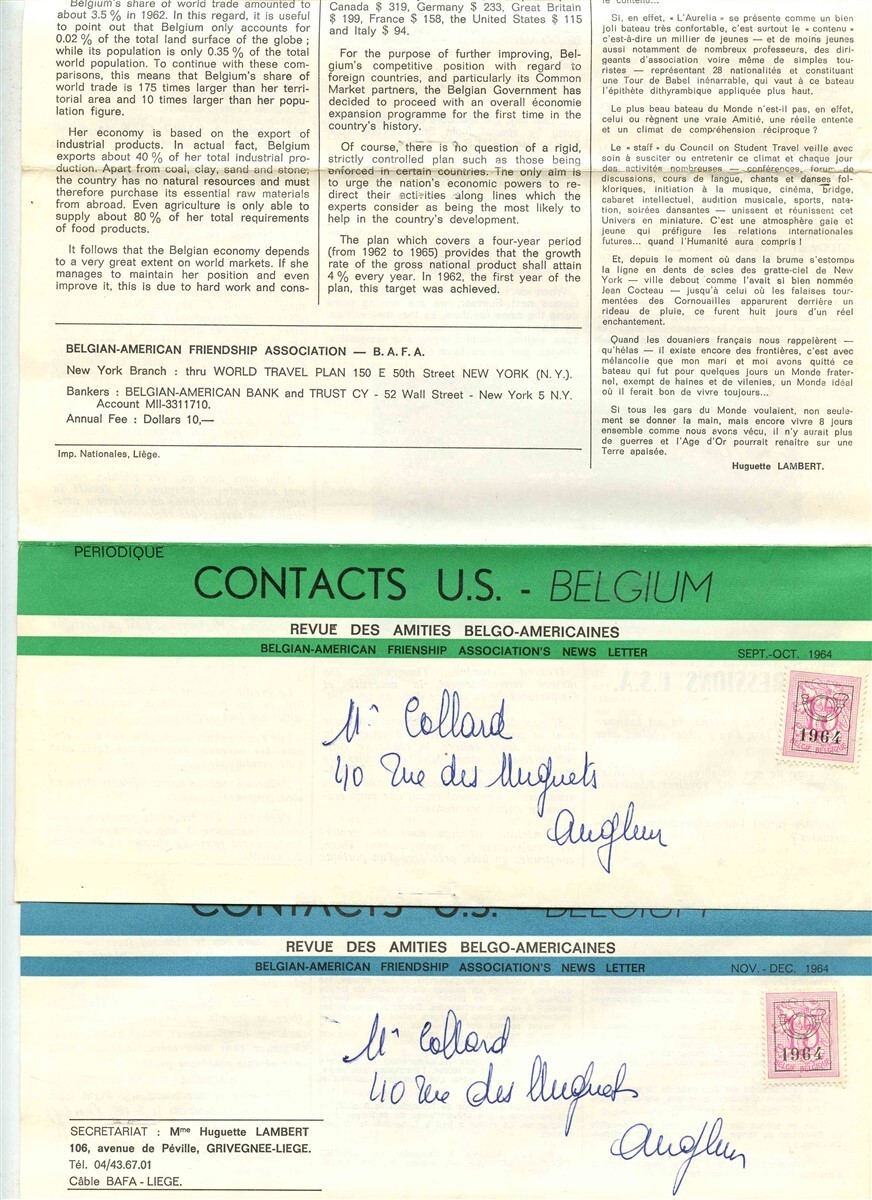 Belgium's share of world trade amounted to
about 3.5 % in 1962. In this regard, it is useful
to point out that Belgium only accounts for
0.02 % of the total land surface of the globe ;
while its population is only 0.35 % of the total
world population. To continue with these com-
parisons, this means that Belgium's share of
world trade is 175 times larger than her terri-
torial area and 10 times larger than her popu-
lation figure.
Her economy is based on the export of
industrial products. In actual fact, Belgium
exports about 40 % of her total industrial pro-
duction. Apart from coal, clay, sand and stone,
the country has no natural resources and must
therefore purchase its essential raw materials
from abroad. Even agriculture is only able to
supply about 80 % of her total requirements
of food products.
It follows that the Belgian economy depends
to a very great extent on world markets. If she
manages to maintain her position and even
improve it, this is due to hard work and cons-
Canada $ 319, Germany $ 233, Great Britain
$ 199, France $ 158, the United States $ 115
and Italy $ 94.
For the purpose of further improving, Bel-
gium's competitive position with regard to
foreign countries, and particularly its Common
Market partners, the Belgian Government has
decided to proceed with an overall économie
expansion programme for the first time in the
country's history.
Of course, there is no question of a rigid,
strictly controlled plan such as those being
enforced in certain countries. The only aim is
to urge the nation's economic powers to re-
direct their activities along lines which the
experts consider as being the most likely to
help in the country's development.
The plan which covers a four-year period
(from 1962 to 1965) provides that the growth
rate of the gross national product shall attain
4 % every year. In 1962, the first year of the
plan, this target was achieved.
le contenu...
Si, en effet, « L'Aurelia » se présente comme un bien
joli bateau très confortable, c'est surtout le « contenu »
c'est-à-dire un millier de jeunes — et de moins jeunes
aussi notamment de nombreux professeurs, des diri-
geants d'association voire même de simples tou-
ristes — représentant 28 nationalités et constituant
une Tour de Babel inénarrable, qui vaut à ce bateau
l'épithète dithyrambique appliquée plus haut.
Le plus beau bateau du Monde n'est-il pas, en effet,
celui ou règnent une vraie Amitié, une réelle entente
et un climat de compréhension réciproque ?
Le « staff » du Council on Student Travel veille avec
soin à susciter ou entretenir ce climat et chaque jour
des activités nombreuses — conférences, forum de
discussions, cours de langue, chants et danses fol-
kloriques, initiation à la musique, cinéma, bridge,
cabaret intellectuel, audition musicale, sports, nata-
tion, soirées dansantes — unissent et réunissent cet
Univers en miniature. C'est une atmosphère gaie et
jeune qui préfigure les relations internationales
futures... quand l'Humanité aura compris !
Et, depuis le moment où dans la brume s'estompa
la ligne en dents de scies des gratte-ciel de New
York — ville debout comme l'avait si bien nommée
Jean Cocteau — jusqu'à celui où les falaises tour-
mentées des Cornouailles apparurent derrière un
rideau de pluie, ce furent huit jours d'un réel
enchantement.
Quand les douaniers français nous rappelèrent —
qu'hélas — il existe encore des frontières, c'est avec
mélancolie que mon mari et moi avons quitté ce
bateau qui fut pour quelques jours un Monde frater-
nel, exempt de haines et de vilenies, un Monde idéal
où il ferait bon de vivre toujours...
Si tous les gars du Monde voulaient, non seule-
ment se donner la main, mais encore vivre 8 jours
ensemble comme nous avons vécu, il n'y aurait plus
de guerres et l'Age d'Or pourrait renaître sur une
Terre apaisée.
Huguette LAMBERT.
BELGIAN-AMERICAN FRIENDSHIP ASSOCIATION — B.A.F.A.
New York Branch : thru WORLD TRAVEL PLAN 150 E 50th Street NEW YORK (N.Y.).
Bankers : BELGIAN-AMERICAN BANK and TRUST CY - 52 Wall Street - New York 5 N.Y.
Account MII-3311710.
Annual Fee : Dollars 10,—
Imp. Nationales, Liège.
PERIODIQUE
CONTACTS U.S. - BELGIUM
REVUE DES AMITIES BELGO-AMERICAINES
BELGIAN-AMERICAN FRIENSHIP ASSOCIATION'S NEWS LETTER SEPT.-OCT. 1964
10
1964
BELGIE BELGIQUE
Mr Collard
40 Rue des Muguets
Angleur
CONTACTS U.S. - BELGIUM
REVUE DES AMITIES BELGO-AMERICAINES
BELGIAN-AMERICAN FRIENDSHIP ASSOCIATION'S NEWS LETTER NOV.-DEC. 1964
10
1964
BELGIE BELGIQUE
Mr Collard
40 Rue des Muguets
Angleur
SECRETARIAT : Mme Huguette LAMBERT
106, avenue de Péville, GRIVEGNEE-LIEGE.
Tél. 04/43.67.01
Câble BAFA - LIEGE.